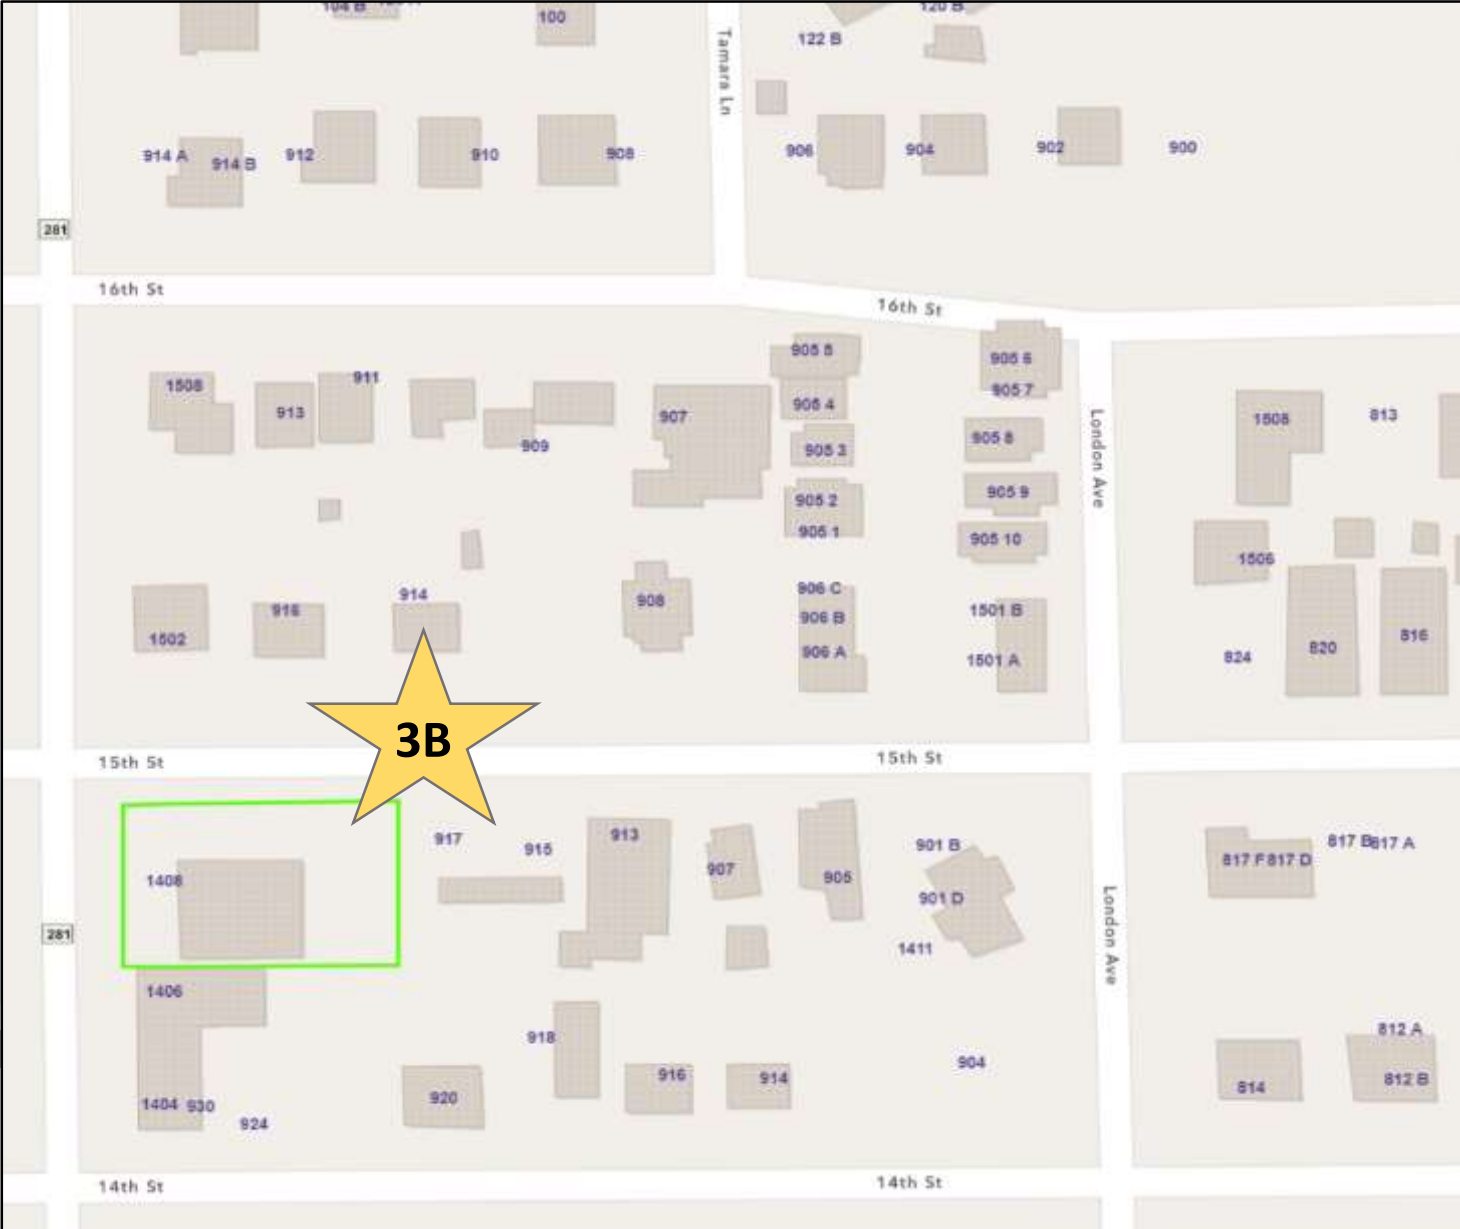 100
120 B
122 B
Tamara Ln
914 A
914 B
912
910
908
906
904
902
900
281
16th St
16th St
1508
913
911
909
907
905 5
905 4
905 3
905 2
905 1
905 6
905 7
905 8
905 9
905 10
London Ave
1508
813
1506
1502
916
914
908
906 C
906 B
906 A
1501 B
1501 A
824
820
816
3B
15th St
15th St
1408
917
915
913
907
905
901 B
901 D
1411
817 B
817 A
817 F
817 D
281
London Ave
1406
918
1404
930
924
920
916
914
904
812 A
812 B
814
14th St
14th St